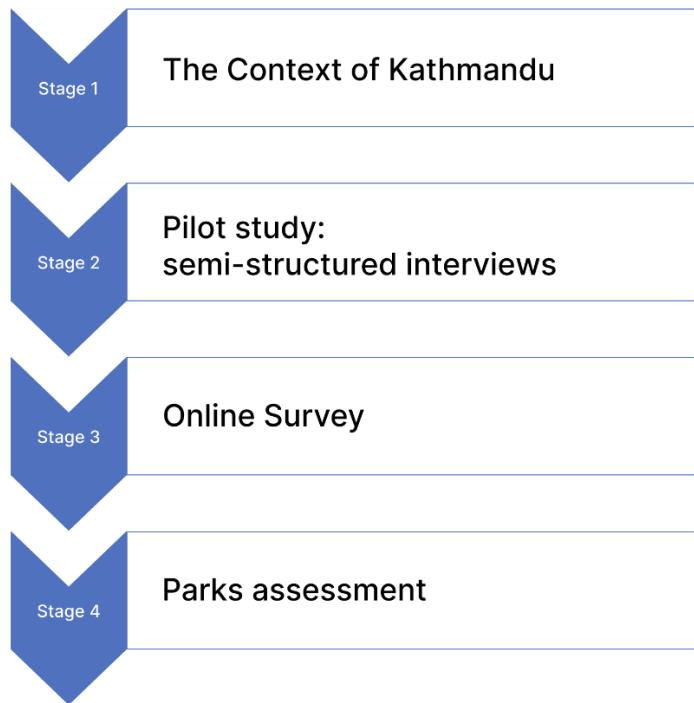 Stage 1
The Context of Kathmandu
Stage 2
Pilot study:
semi-structured interviews
Stage 3
Online Survey
Stage 4
Parks assessment